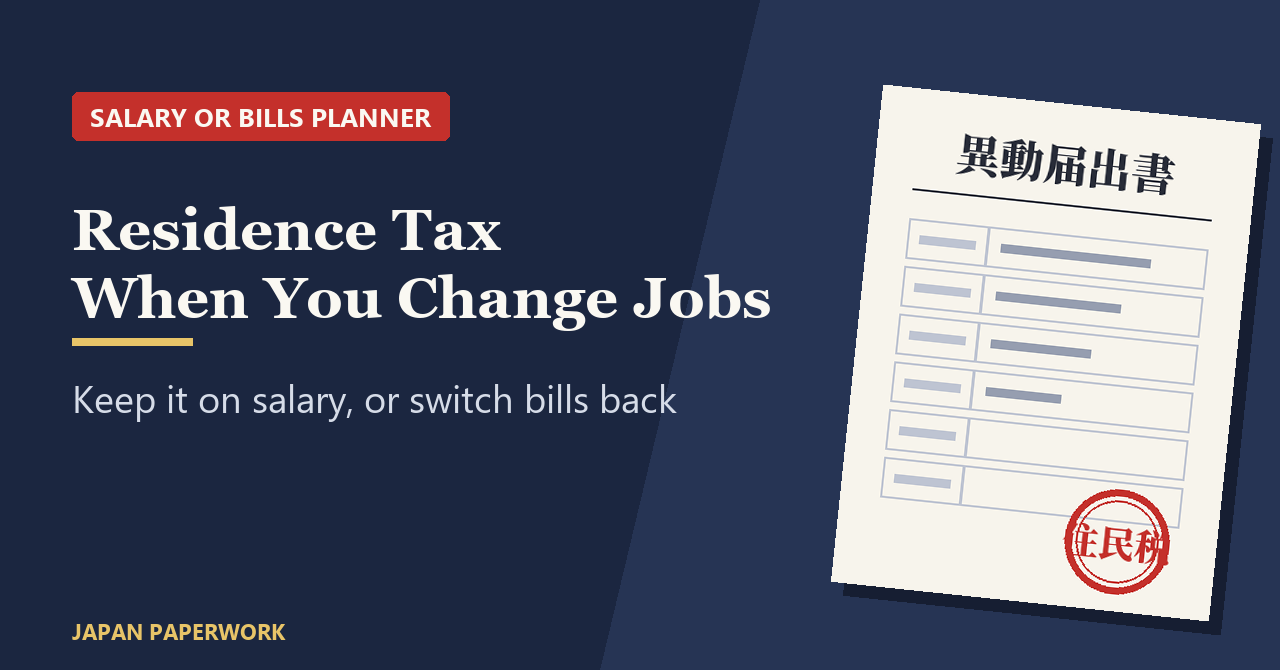 SALARY OR BILLS PLANNER
Residence Tax
When You Change Jobs
Keep it on salary, or switch bills back
JAPAN PAPERWORK
異動届出書
住民税